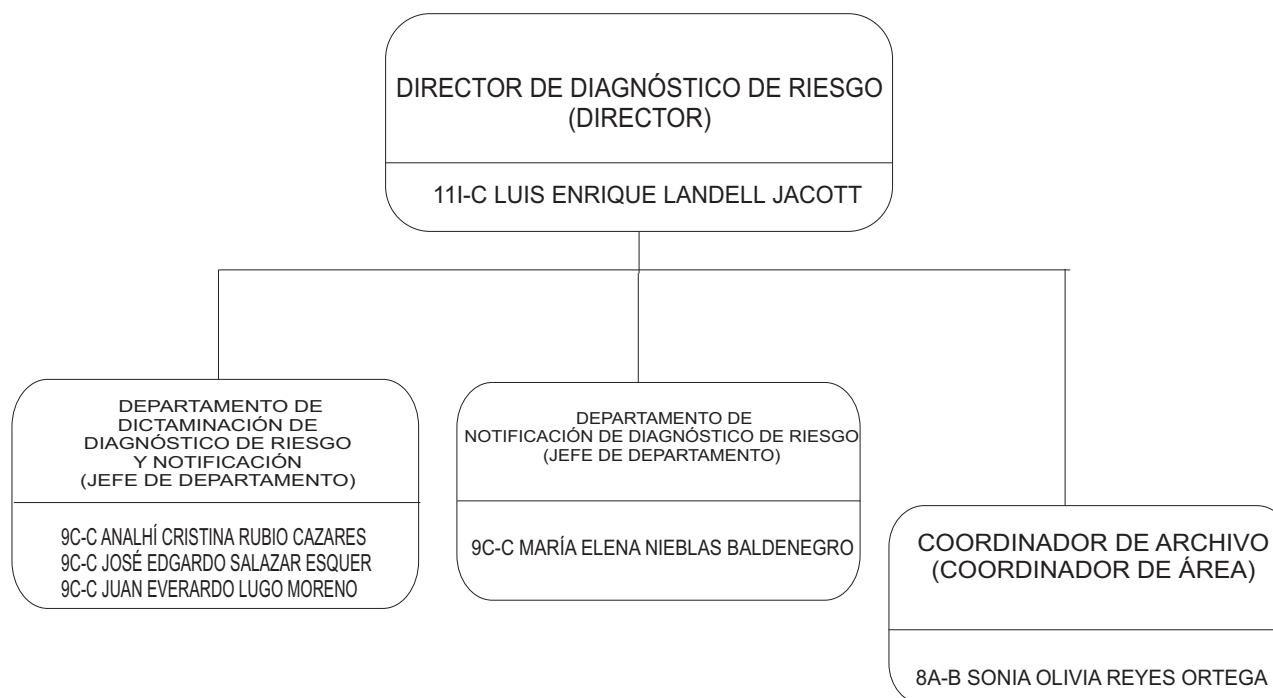 DIRECTOR DE DIAGNÓSTICO DE RIESGO
(DIRECTOR)
11I-C LUIS ENRIQUE LANDELL JACOTT
DEPARTAMENTO DE
DICTAMINACIÓN DE
DIAGNÓSTICO DE RIESGO
Y NOTIFICACIÓN
(JEFE DE DEPARTAMENTO)
9C-C ANALHÍ CRISTINA RUBIO CAZARES
9C-C JOSÉ EDGARDO SALAZAR ESQUER
9C-C JUAN EVERARDO LUGO MORENO
DEPARTAMENTO DE
NOTIFICACIÓN DE DIAGNÓSTICO DE RIESGO
(JEFE DE DEPARTAMENTO)
9C-C MARÍA ELENA NIEBLAS BALDENEGRO
COORDINADOR DE ARCHIVO
(COORDINADOR DE ÁREA)
8A-B SONIA OLIVIA REYES ORTEGA